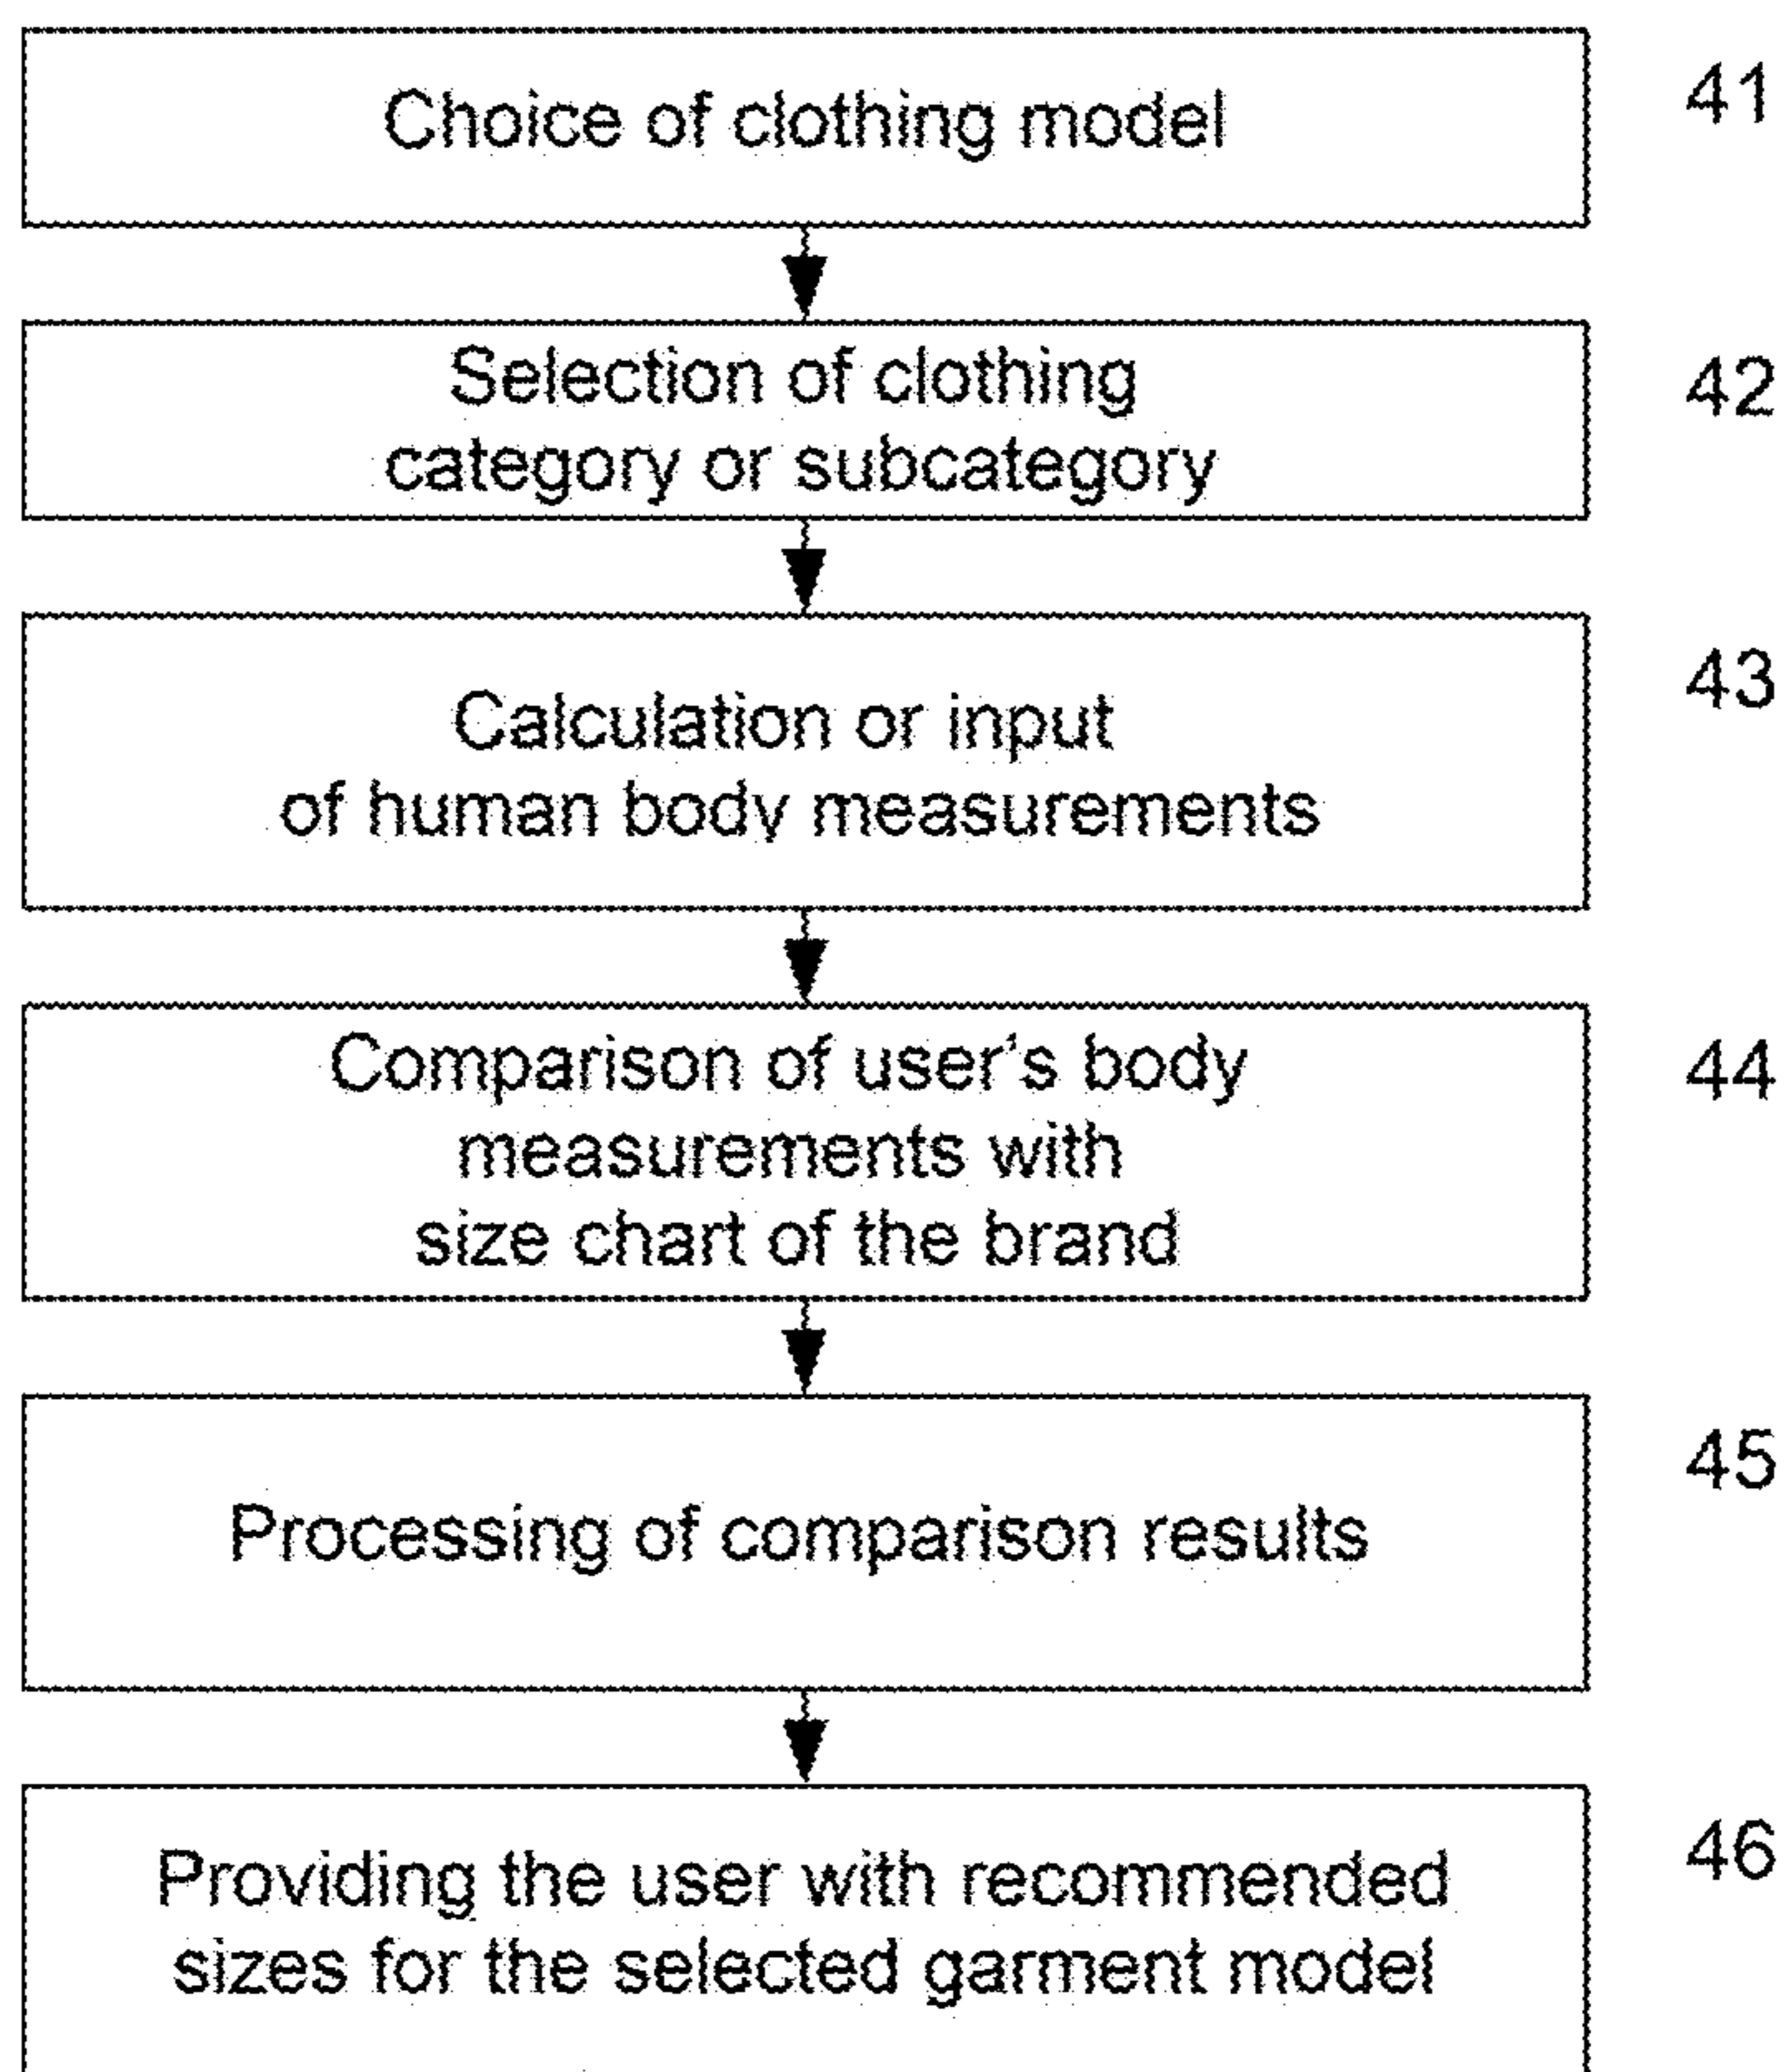 Choice of clothing model
41
Selection of clothing
category or subcategory
42
Calculation or input
of human body measurements
43
Comparison of user's body
measurements with
size chart of the brand
44
Processing of comparison results
45
Providing the user with recommended
sizes for the selected garment model
46